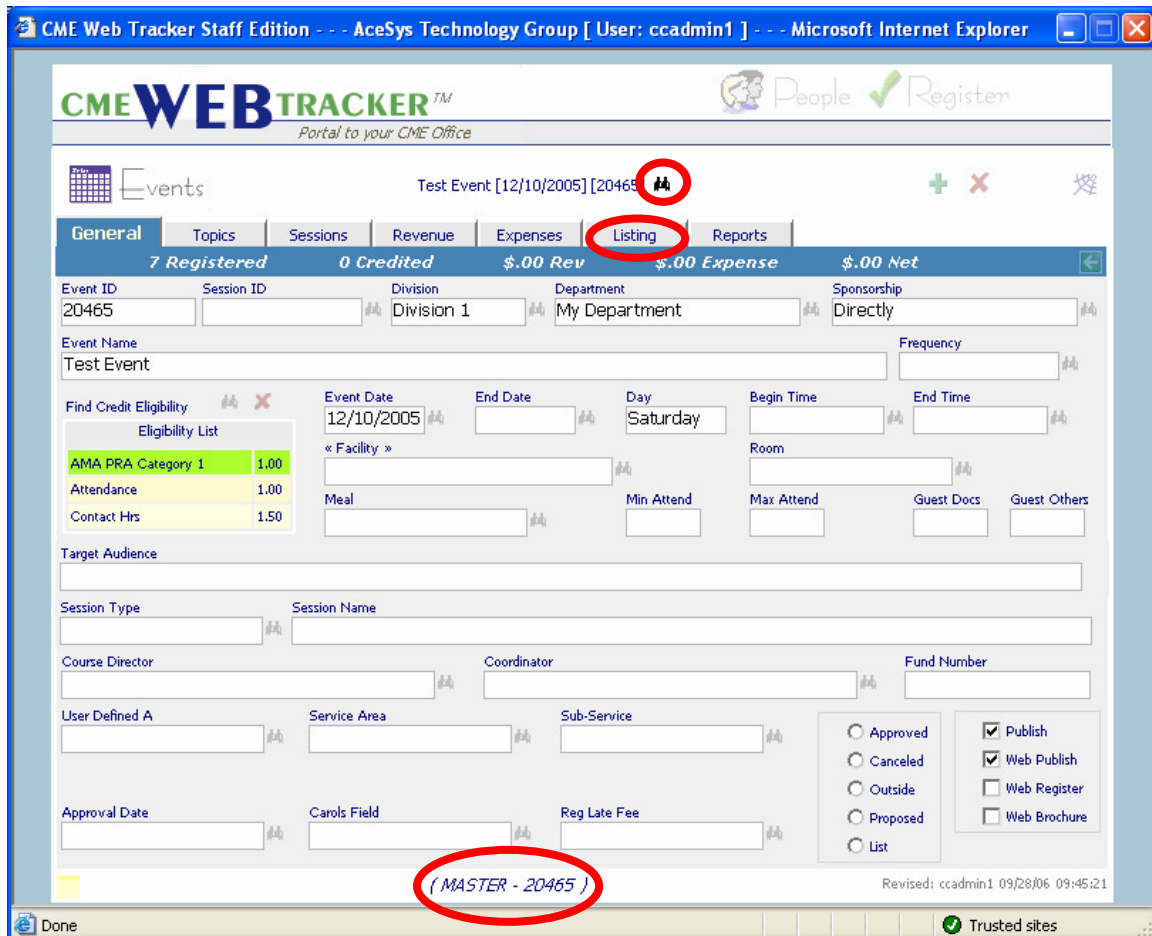 CME Web Tracker Staff Edition - - - AceSys Technology Group [ User: ccadmin1 ] - - - Microsoft Internet Explorer
CMEWEBTRACKER TM
Portal to your CME Office
People Register
Events
Test Event [12/10/2005] [20465
General Topics Sessions Revenue Expenses Listing Reports
7 Registered 0 Credited $.00 Rev $.00 Expense $.00 Net
Event ID Session ID Division Department Sponsorship
20465 Division 1 My Department Directly
Event Name Frequency
Test Event
Find Credit Eligibility Event Date End Date Day Begin Time End Time
12/10/2005 Saturday
Eligibility List
« Facility » Room
AMA PRA Category 1 1.00
Attendance 1.00
Meal Min Attend Max Attend Guest Docs Guest Others
Contact Hrs 1.50
Target Audience
Session Type Session Name
Course Director Coordinator Fund Number
User Defined A Service Area Sub-Service
Approved Publish
Canceled Web Publish
Outside Web Register
Approval Date Carols Field Reg Late Fee
Proposed Web Brochure
List
( MASTER - 20465 )
Revised: ccadmin1 09/28/06 09:45:21
Done Trusted sites